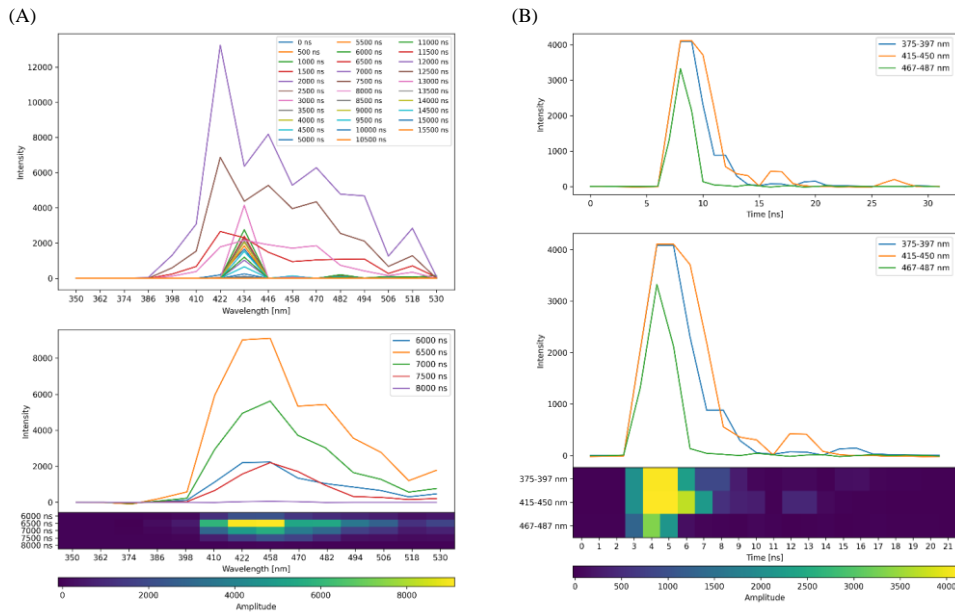 (A)
(B)
Intensity
12000
10000
8000
6000
4000
2000
0
0 ns
500 ns
1000 ns
1500 ns
2000 ns
2500 ns
3000 ns
3500 ns
4000 ns
4500 ns
5000 ns
5500 ns
6000 ns
6500 ns
7000 ns
7500 ns
8000 ns
8500 ns
9000 ns
9500 ns
10000 ns
10500 ns
11000 ns
11500 ns
12000 ns
12500 ns
13000 ns
13500 ns
14000 ns
14500 ns
15000 ns
15500 ns
350 362 374 386 398 410 422 434 446 458 470 482 494 506 518 530
Wavelength [nm]
Intensity
8000
6000
4000
2000
0
6000 ns
6500 ns
7000 ns
7500 ns
8000 ns
6000 ns
6500 ns
7000 ns
7500 ns
8000 ns
350 362 374 386 398 410 422 458 470 482 494 506 518 530
Wavelength [nm]
0 2000 4000 6000 8000
Amplitude
Intensity
4000
3000
2000
1000
0
375-397 nm
415-450 nm
467-487 nm
0 5 10 15 20 25 30
Time [ns]
Intensity
4000
3000
2000
1000
0
375-397 nm
415-450 nm
467-487 nm
375-397 nm
415-450 nm
467-487 nm
0 1 2 3 4 5 6 7 8 9 10 11 12 13 14 15 16 17 18 19 20 21
Time [ns]
0 500 1000 1500 2000 2500 3000 3500 4000
Amplitude